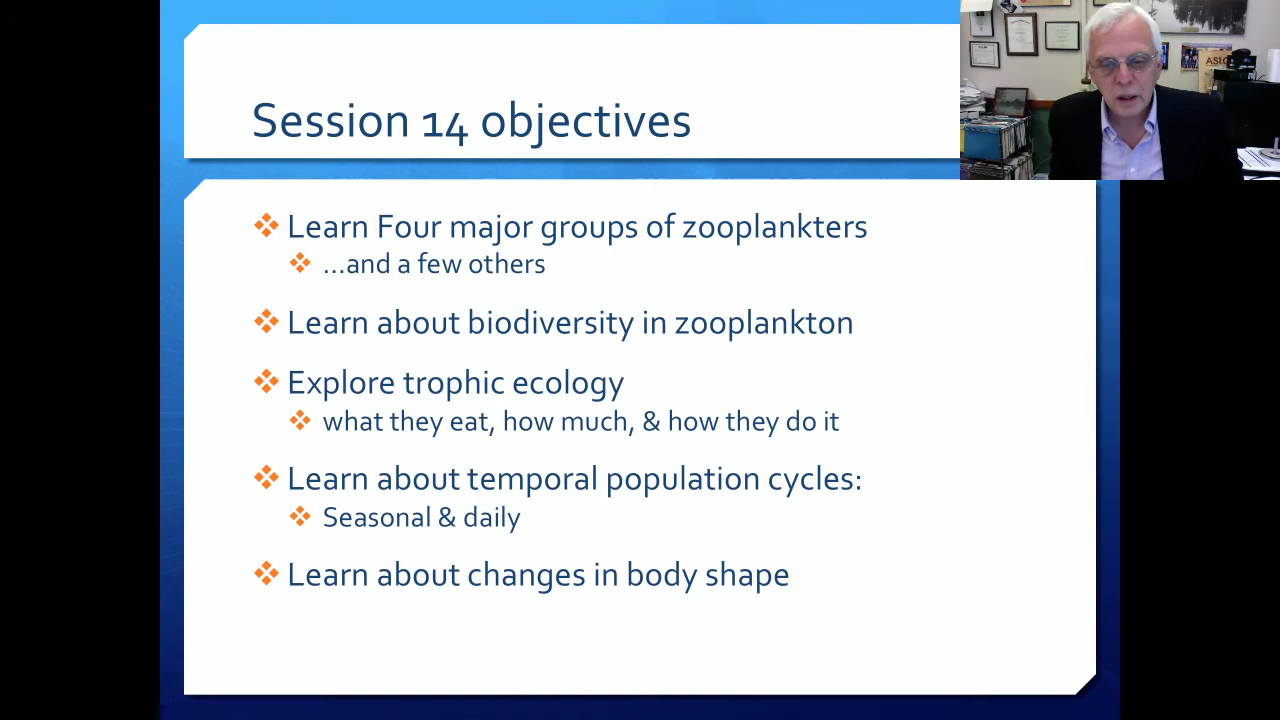 Session 14 objectives
Learn Four major groups of zooplankters
…and a few others
Learn about biodiversity in zooplankton
Explore trophic ecology
what they eat, how much, & how they do it
Learn about temporal population cycles:
Seasonal & daily
Learn about changes in body shape